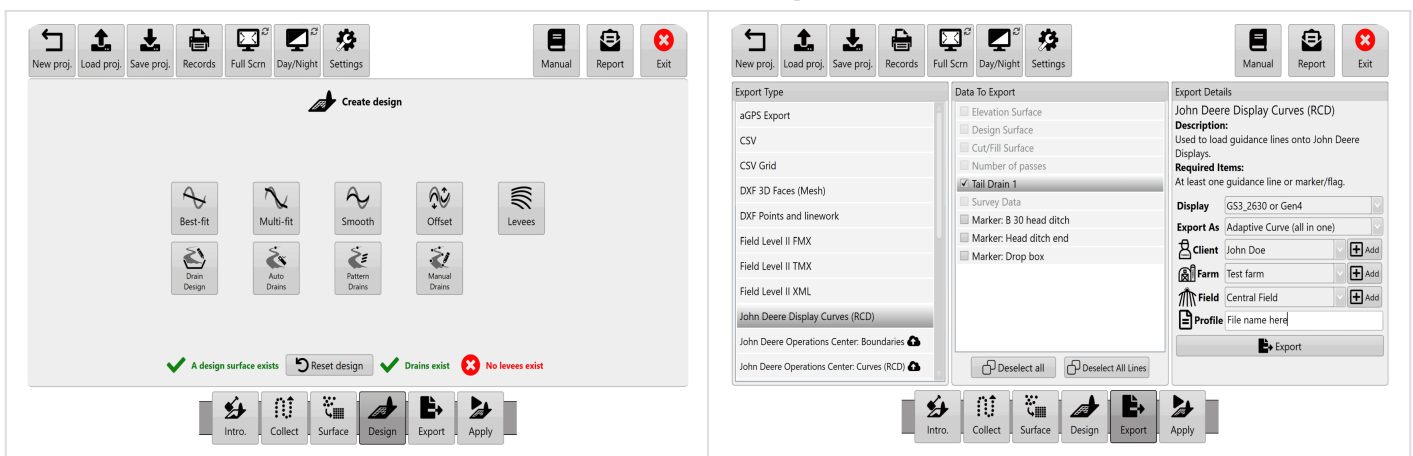 New proj.
Load proj.
Save proj.
Records
Full Scrn
Day/Night
Settings
Manual
Report
Exit
Create design
Best-fit
Multi-fit
Smooth
Offset
Levees
Drain
Design
Auto
Drains
Pattern
Drains
Manual
Drains
A design surface exists
Reset design
Drains exist
No levees exist
Intro.
Collect
Surface
Design
Export
Apply
New proj.
Load proj.
Save proj.
Records
Full Scrn
Day/Night
Settings
Manual
Report
Exit
Export Type
aGPS Export
CSV
CSV Grid
DXF 3D Faces (Mesh)
DXF Points and linework
Field Level II FMX
Field Level II TMX
Field Level II XML
John Deere Display Curves (RCD)
John Deere Operations Center: Boundaries
John Deere Operations Center: Curves (RCD)
Data To Export
Elevation Surface
Design Surface
Cut/Fill Surface
Number of passes
Tail Drain 1
Survey Data
Marker: B 30 head ditch
Marker: Head ditch end
Marker: Drop box
Deselect all
Deselect All Lines
Export Details
John Deere Display Curves (RCD)
Description:
Used to load guidance lines onto John Deere
Displays.
Required Items:
At least one guidance line or marker/flag.
Display GS3_2630 or Gen4
Export As Adaptive Curve (all in one)
Client John Doe Add
Farm Test farm Add
Field Central Field Add
Profile File name here
Export
Intro.
Collect
Surface
Design
Export
Apply